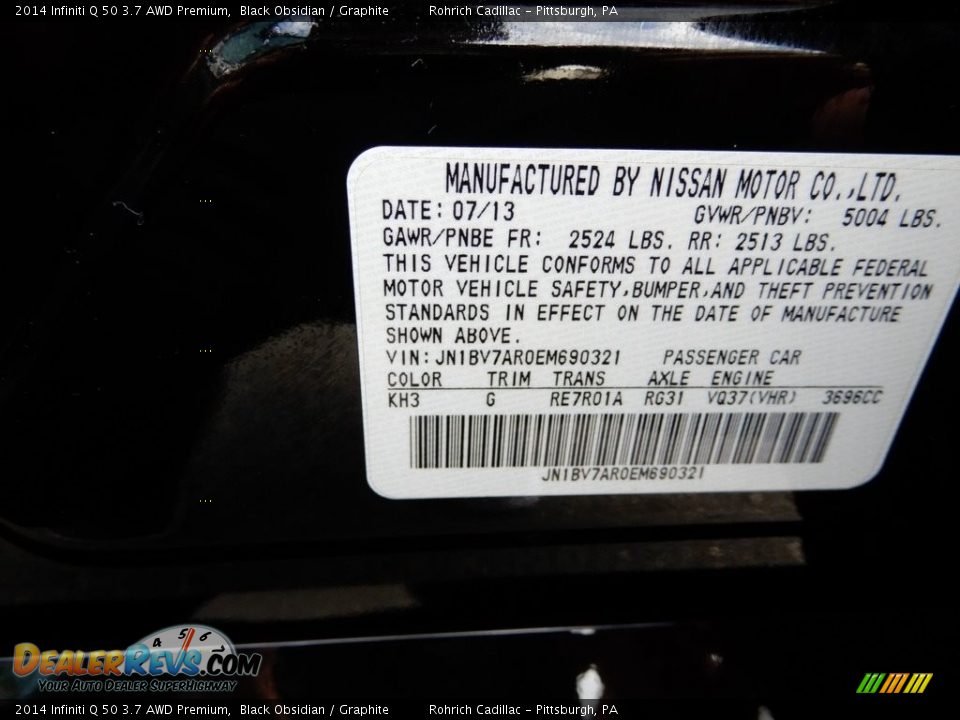 2014 Infiniti Q 50 3.7 AWD Premium, Black Obsidian / Graphite Rohrich Cadillac - Pittsburgh, PA
MANUFACTURED BY NISSAN MOTOR CO.,LTD.
DATE: 07/13 GVWR/PNBV: 5004 LBS.
GAWR/PNBE FR: 2524 LBS. RR: 2513 LBS.
THIS VEHICLE CONFORMS TO ALL APPLICABLE FEDERAL
MOTOR VEHICLE SAFETY,BUMPER,AND THEFT PREVENTION
STANDARDS IN EFFECT ON THE DATE OF MANUFACTURE
SHOWN ABOVE.
VIN: JN1BV7AR0EM690321 PASSENGER CAR
COLOR TRIM TRANS AXLE ENGINE
KH3 G RE7R01A RG31 VQ37(VHR) 3696CC
JN1BV7AR0EM690321
4 5 6
DEALERREVS.COM
YOUR AUTO DEALER SUPERHIGHWAY
2014 Infiniti Q 50 3.7 AWD Premium, Black Obsidian / Graphite Rohrich Cadillac - Pittsburgh, PA